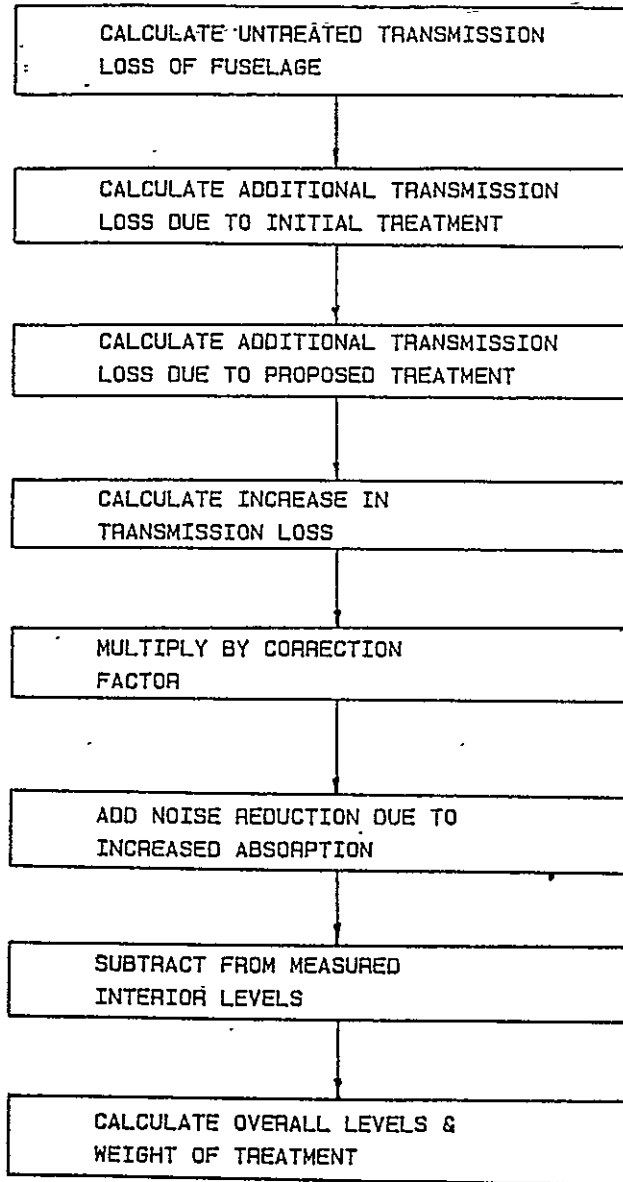 CALCULATE UNTREATED TRANSMISSION
LOSS OF FUSELAGE
CALCULATE ADDITIONAL TRANSMISSION
LOSS DUE TO INITIAL TREATMENT
CALCULATE ADDITIONAL TRANSMISSION
LOSS DUE TO PROPOSED TREATMENT
CALCULATE INCREASE IN
TRANSMISSION LOSS
MULTIPLY BY CORRECTION
FACTOR
ADD NOISE REDUCTION DUE TO
INCREASED ABSORPTION
SUBTRACT FROM MEASURED
INTERIOR LEVELS
CALCULATE OVERALL LEVELS &
WEIGHT OF TREATMENT